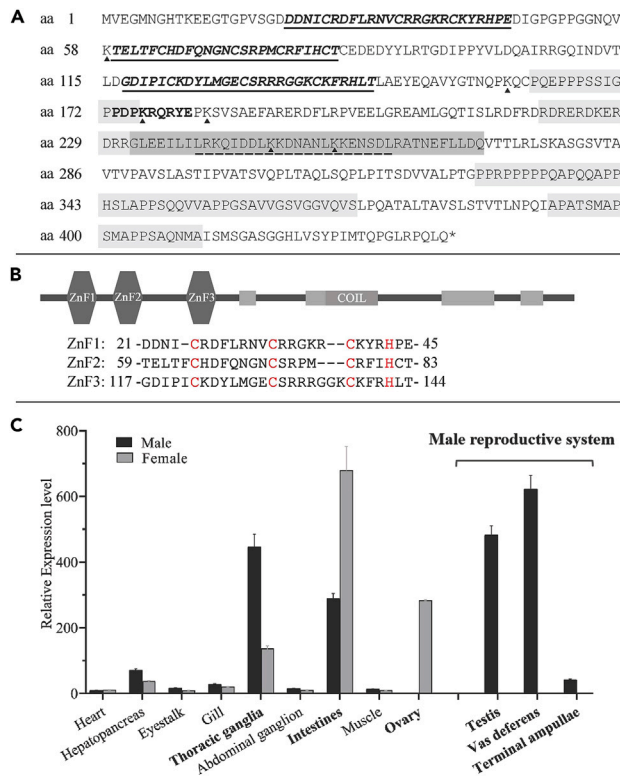 A
aa 1 MVEGMNGHTKEEGTGPVSGDDDNICRDFLRNVCRRGKRCKYRHPEDIGPGPPGGNQV
aa 58 KTELTFCHDFQNGNCSRPMCRFIHCTCEDEDYYLRTGDIPPYVLDQAIRRGQINDVT
aa 115 LDGDIPICKDYLMGECSRRRGGKCKFRHLTLAEYEQAVYGTNQPKQCPQEPPPSSIG
aa 172 PPDPKRQRYEPKSVSAEFARERDFLRPVEELGREAMLGQTISLRDFRDRDRERDKER
aa 229 DRRGLEEILILRKQIDDLKKDNANLKKENSDLRATNEFLLDQVTTLRLSKASGSVTA
aa 286 VTVPAVSLASTIPVATSVQPLTAQLSQPLPITSDVVALPTGPPRPPPPPQAPQQAPP
aa 343 HSLAPPSQQVVAPPGSAVVGSVGGVQVSLPQATALTAVSLSTVTLNPQIAPATSMAP
aa 400 SMAPPSAQNMAISMSGASGGHLVSYPIMTQPGLRPQLQ*
B
ZnF1 ZnF2 ZnF3 COIL
ZnF1: 21 -DDNI-CRDFLRNVCRRGKR--CKYRHPE- 45
ZnF2: 59 -TELTFCHDFQNGNCSRPM---CRFIHCT- 83
ZnF3: 117 -GDIPICKDYLMGECSRRRGGKCKFRHLT- 144
C
Relative Expression level
800
600
400
200
0
Male
Female
Male reproductive system
Heart
Hepatopancreas
Eyestalk
Gill
Thoracic ganglia
Abdominal ganglion
Intestines
Muscle
Ovary
Testis
Vas deferens
Terminal ampullae